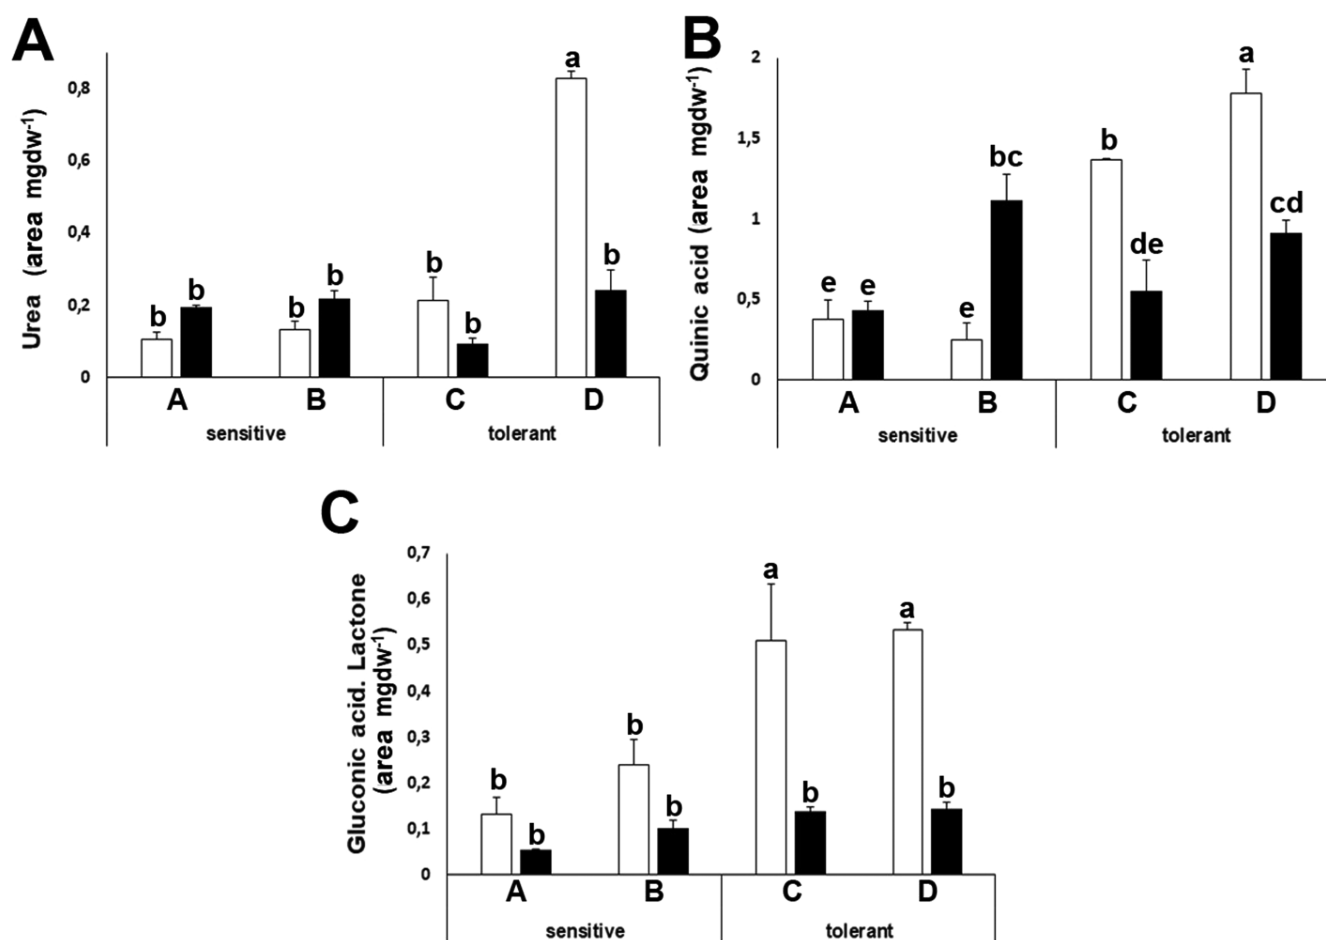 A
Urea (area mgdw-1)
0,8
0,6
0,4
0,2
0
b
b
b
b
b
b
a
b
A
B
C
D
sensitive
tolerant
B
Quinic acid (area mgdw-1)
2
1,5
1
0,5
0
e
e
e
bc
b
de
a
cd
A
B
C
D
sensitive
tolerant
C
Gluconic acid. Lactone
(area mgdw-1)
0,7
0,6
0,5
0,4
0,3
0,2
0,1
0
b
b
b
b
a
b
a
b
A
B
C
D
sensitive
tolerant